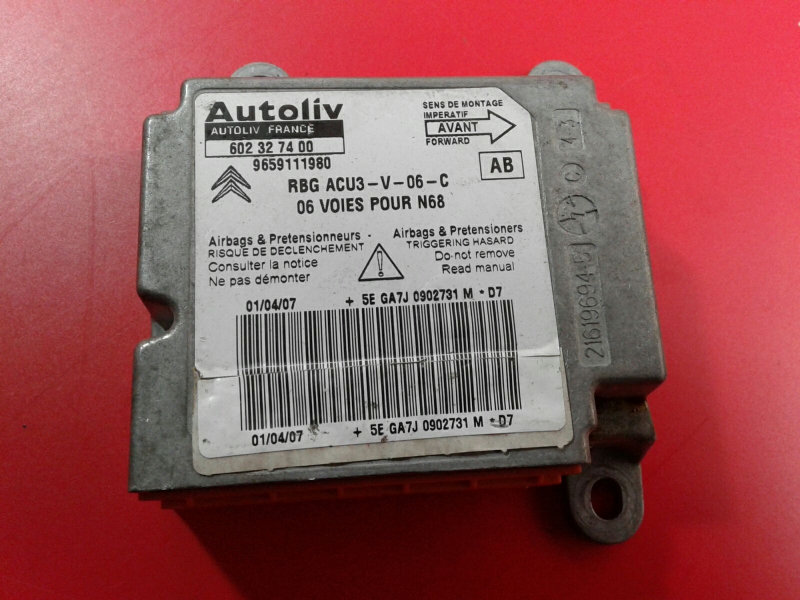 Autoliv
AUTOLIV FRANCE
602 32 74 00
9659111980
SENS DE MONTAGE
IMPERATIF
AVANT
FORWARD
AB
RBG ACU3-V-06-C
06 VOIES POUR N68
Airbags & Pretensionneurs -
RISQUE DE DECLENCHEMENT
Consulter la notice
Ne pas démonter
- Airbags & Pretensioners
TRIGGERING HASARD
Do not remove
Read manual
01/04/07 + 5E GA7J 0902731 M * D7
01/04/07 + 5E GA7J 0902731 M * D7